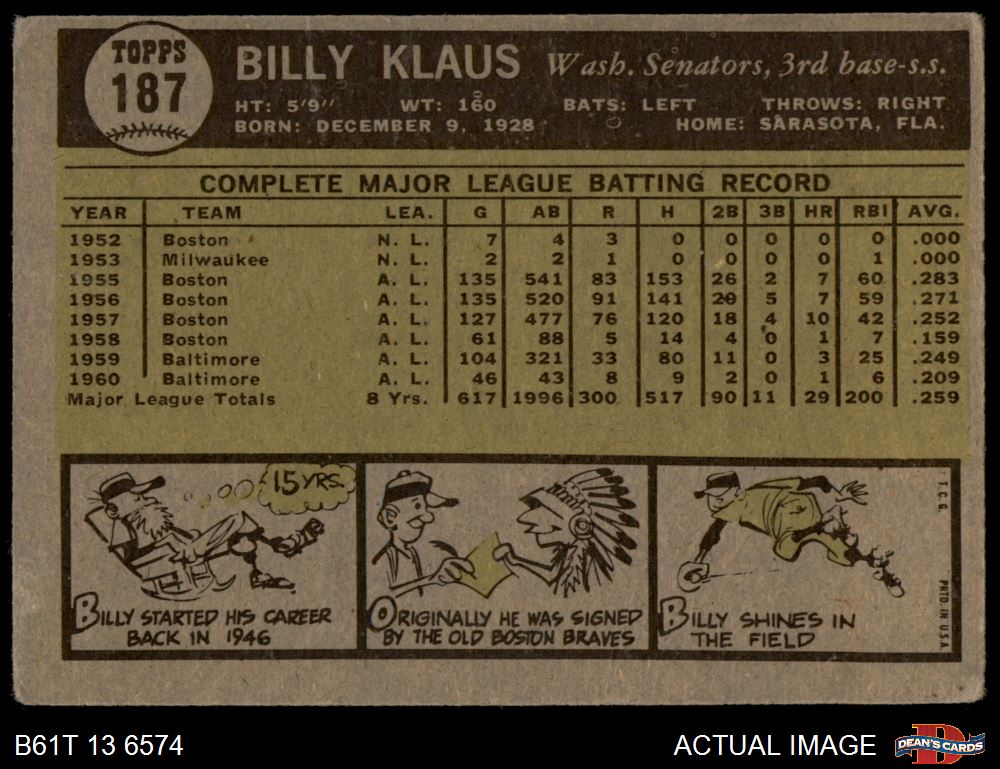 TOPPS
187
BILLY KLAUS Wash. Senators, 3rd base-s.s.
HT: 5'9" WT: 160 BATS: LEFT THROWS: RIGHT
BORN: DECEMBER 9, 1928 HOME: SARASOTA, FLA.
COMPLETE MAJOR LEAGUE BATTING RECORD
YEAR TEAM LEA. G AB R H 2B 3B HR RBI AVG.
1952 Boston N. L. 7 4 3 0 0 0 0 0 .000
1953 Milwaukee N. L. 2 2 1 0 0 0 0 1 .000
1955 Boston A. L. 135 541 83 153 26 2 7 60 .283
1956 Boston A. L. 135 520 91 141 29 5 7 59 .271
1957 Boston A. L. 127 477 76 120 18 4 10 42 .252
1958 Boston A. L. 61 88 5 14 4 0 1 7 .159
1959 Baltimore A. L. 104 321 33 80 11 0 3 25 .249
1960 Baltimore A. L. 46 43 8 9 2 0 1 6 .209
Major League Totals 8 Yrs. 617 1996 300 517 90 11 29 200 .259
15 YRS.
BILLY STARTED HIS CAREER
BACK IN 1946
ORIGINALLY HE WAS SIGNED
BY THE OLD BOSTON BRAVES
BILLY SHINES IN
THE FIELD
T.C.G.
PRTD IN U.S.A.
B61T 13 6574
ACTUAL IMAGE
DEAN'S CARDS